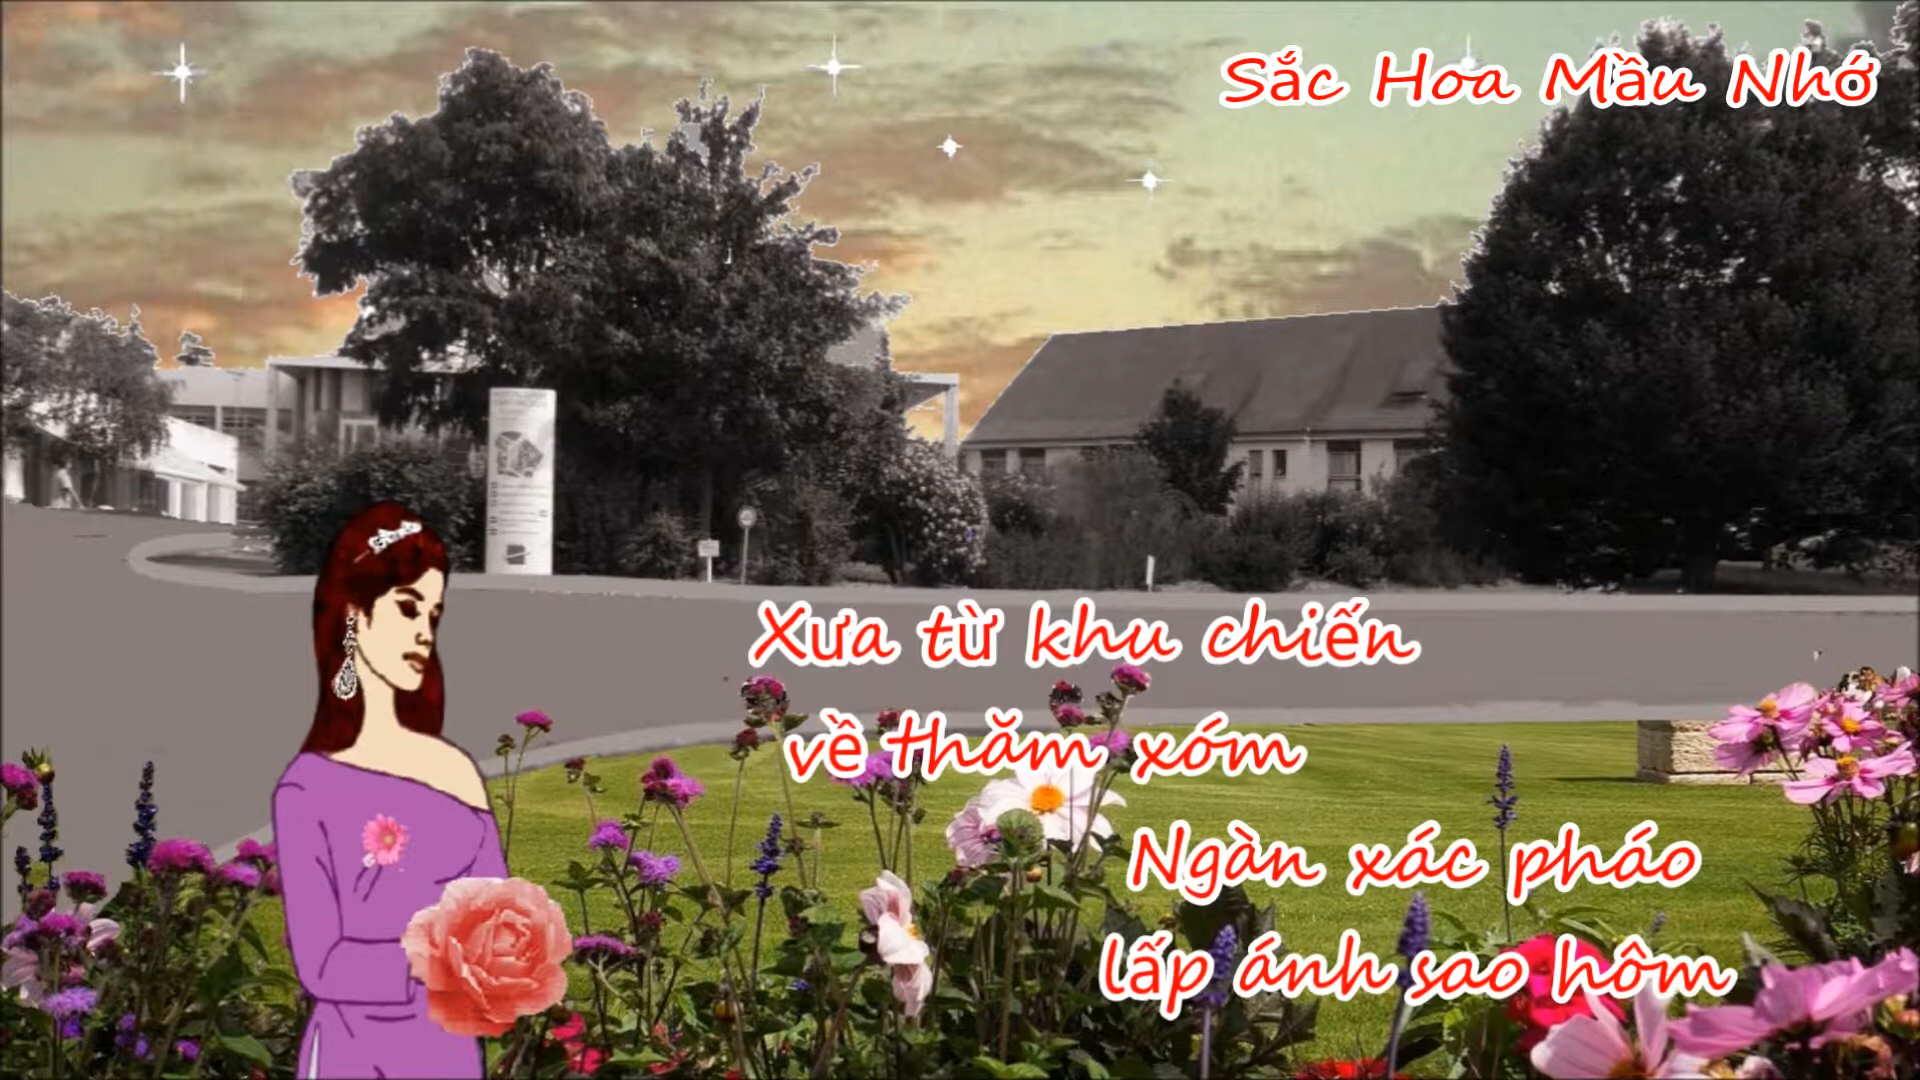 Sắc Hoa Mầu Nhớ
Xưa từ khu chiến
về thăm xóm
Ngàn xác pháo
lấp ánh sao hôm